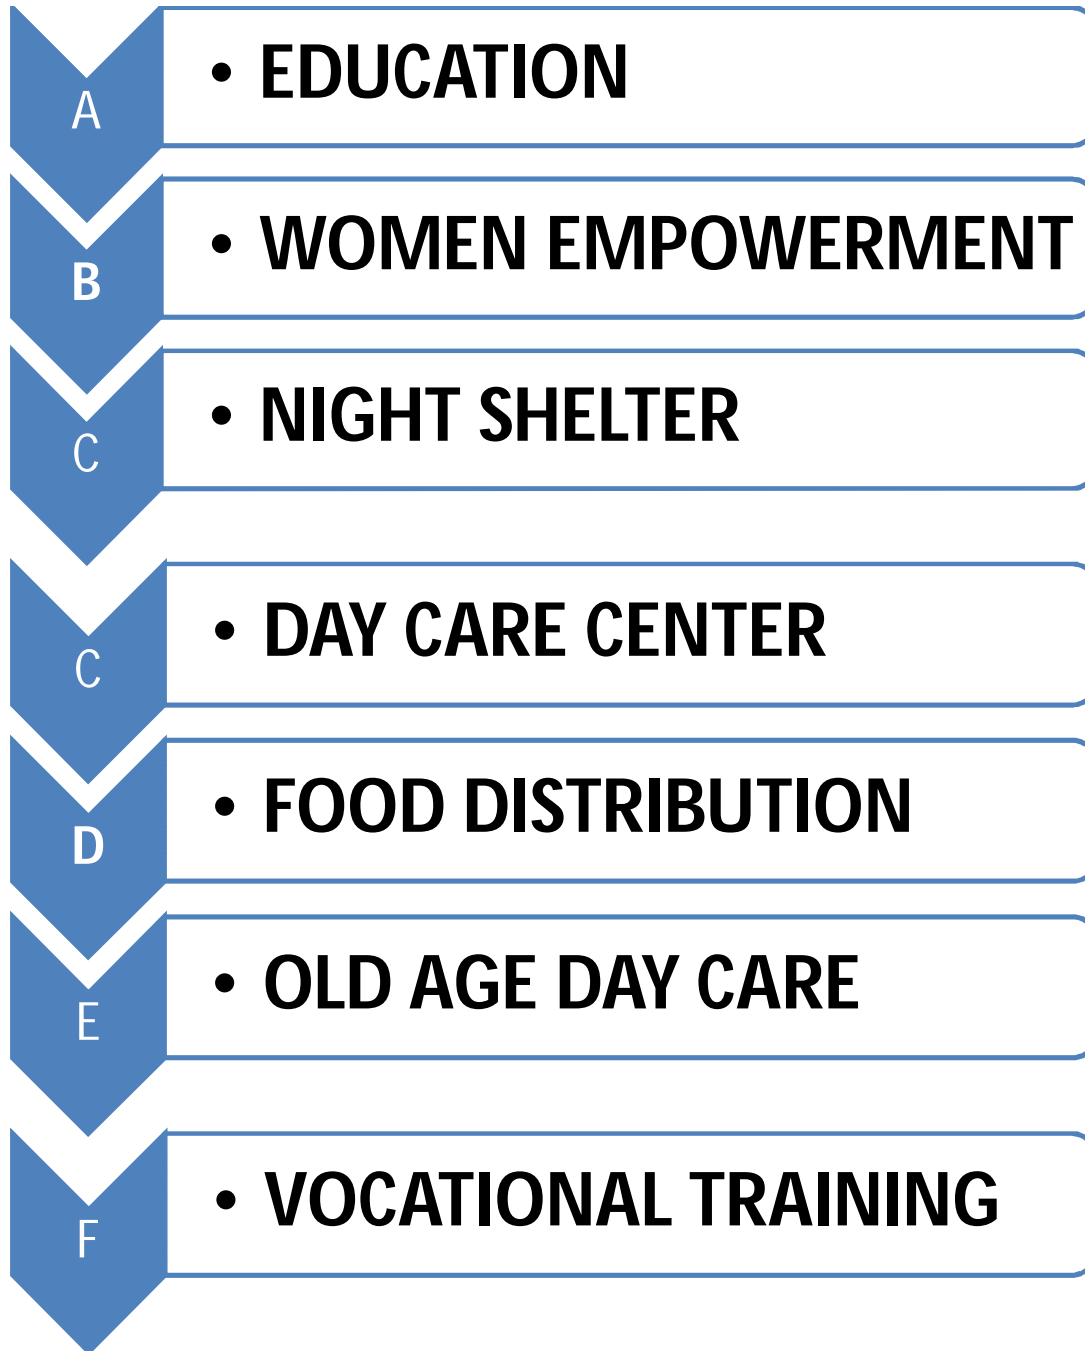 A
• EDUCATION
B
• WOMEN EMPOWERMENT
C
• NIGHT SHELTER
C
• DAY CARE CENTER
D
• FOOD DISTRIBUTION
E
• OLD AGE DAY CARE
F
• VOCATIONAL TRAINING